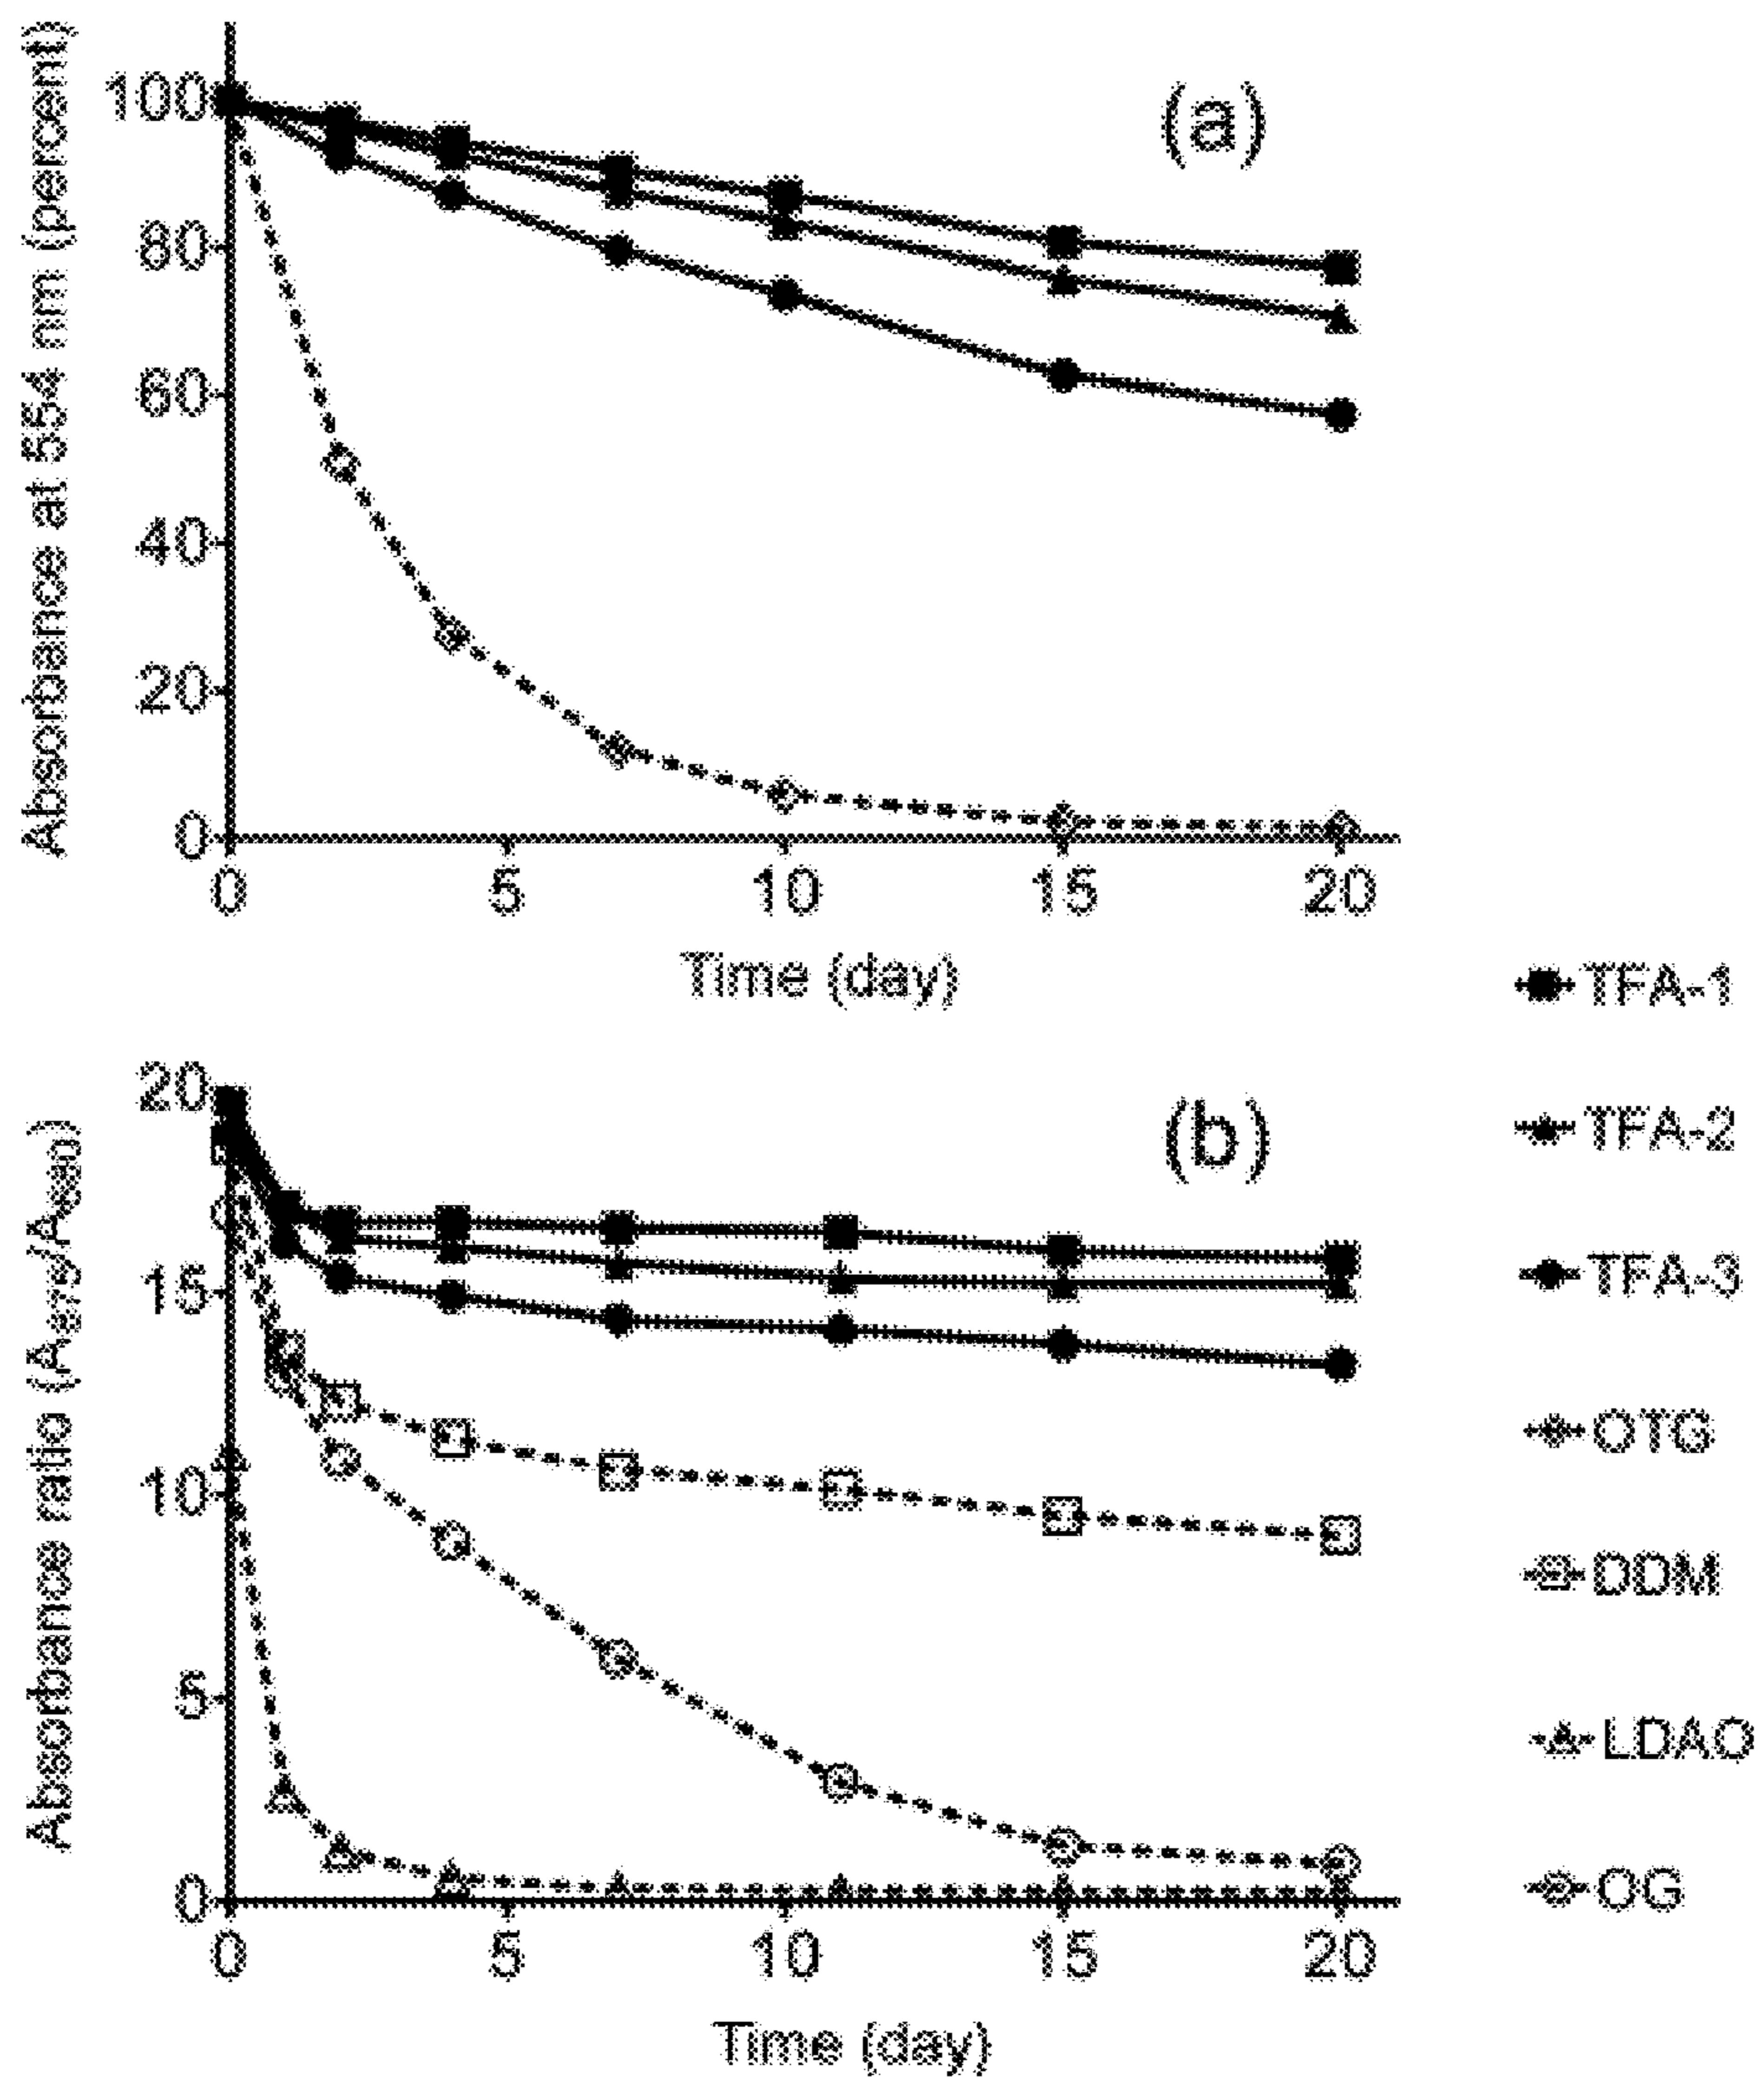 Absorbance at 554 nm (percent)
(a)
100
80
60
40
20
0
0 5 10 15 20
Time (day)
Absorbance ratio (A875/A680)
(b)
20
15
10
5
0
0 5 10 15 20
Time (day)
TFA-1
TFA-2
TFA-3
OTG
DDM
LDAO
OG